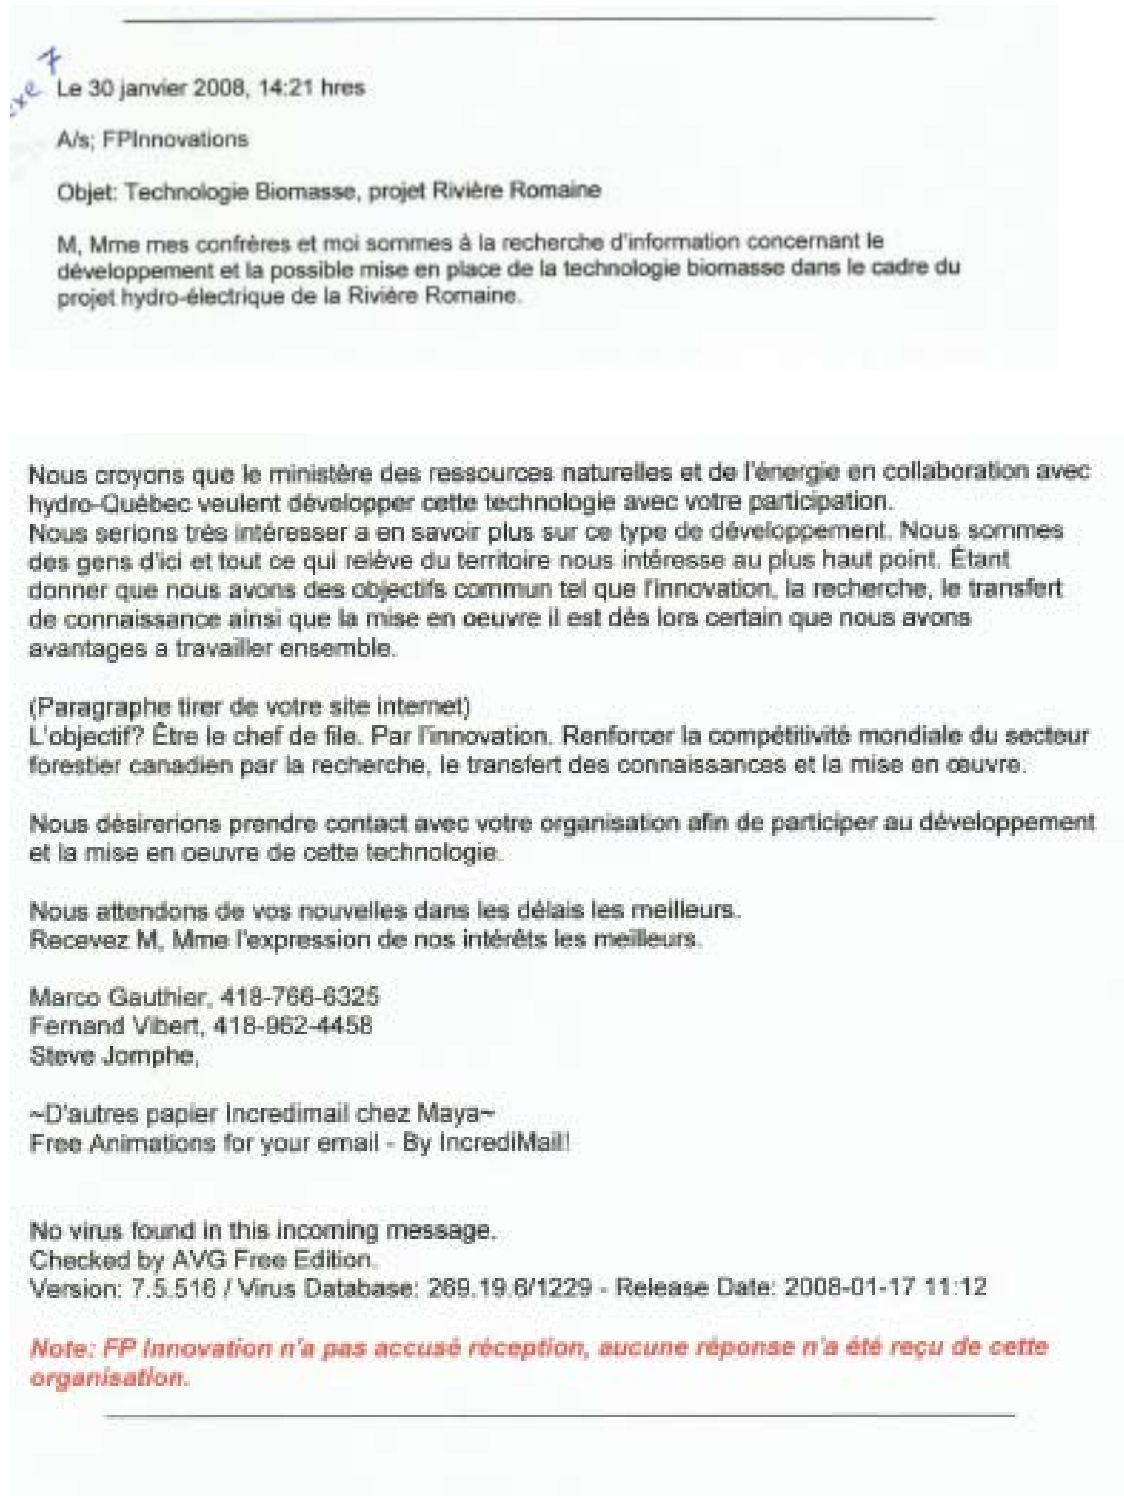 7
Le 30 janvier 2008, 14:21 hres
A/s; FPInnovations
Objet: Technologie Biomasse, projet Rivière Romaine
M, Mme mes confrères et moi sommes à la recherche d'information concernant le
développement et la possible mise en place de la technologie biomasse dans le cadre du
projet hydro-électrique de la Rivière Romaine.
Nous croyons que le ministère des ressources naturelles et de l'énergie en collaboration avec
hydro-Québec veulent développer cette technologie avec votre participation.
Nous serions très intéresser a en savoir plus sur ce type de développement. Nous sommes
des gens d'ici et tout ce qui relève du territoire nous intéresse au plus haut point. Étant
donner que nous avons des objectifs commun tel que l'innovation, la recherche, le transfert
de connaissance ainsi que la mise en oeuvre il est dès lors certain que nous avons
avantages a travailler ensemble.
(Paragraphe tirer de votre site internet)
L'objectif? Être le chef de file. Par l'innovation. Renforcer la compétitivité mondiale du secteur
forestier canadien par la recherche, le transfert des connaissances et la mise en œuvre.
Nous désirerions prendre contact avec votre organisation afin de participer au développement
et la mise en oeuvre de cette technologie.
Nous attendons de vos nouvelles dans les délais les meilleurs.
Recevez M, Mme l'expression de nos intérêts les meilleurs.
Marco Gauthier, 418-766-6325
Fernand Vibert, 418-962-4458
Steve Jomphe,
~D'autres papier Incredimail chez Maya~
Free Animations for your email - By IncrediMail!
No virus found in this incoming message.
Checked by AVG Free Edition.
Version: 7.5.516 / Virus Database: 269.19.6/1229 - Release Date: 2008-01-17 11:12
Note: FP Innovation n'a pas accusé réception, aucune réponse n'a été reçu de cette
organisation.